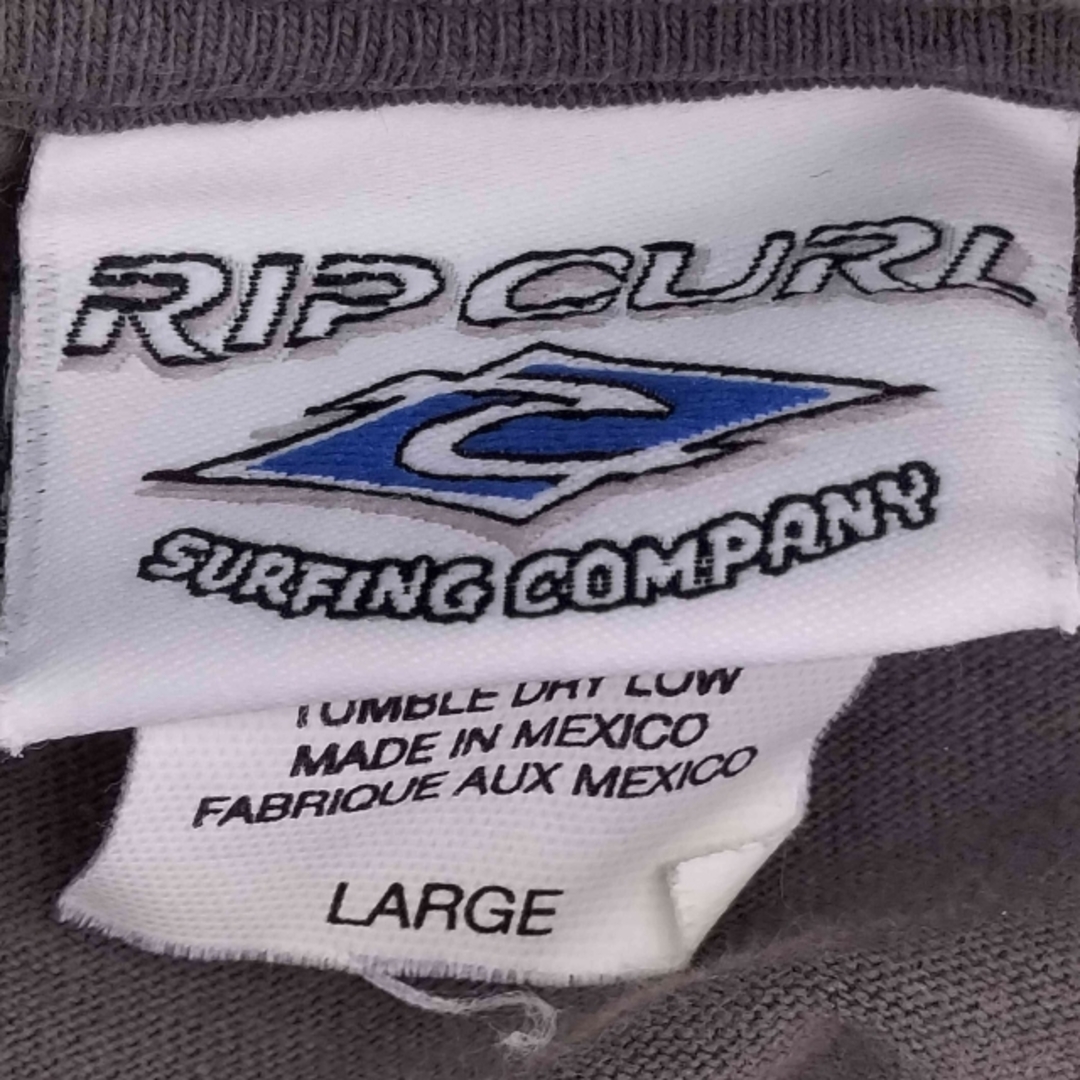 RIP CURL
SURFING COMPANY
TUMBLE DRY LOW
MADE IN MEXICO
FABRIQUE AUX MEXICO
LARGE